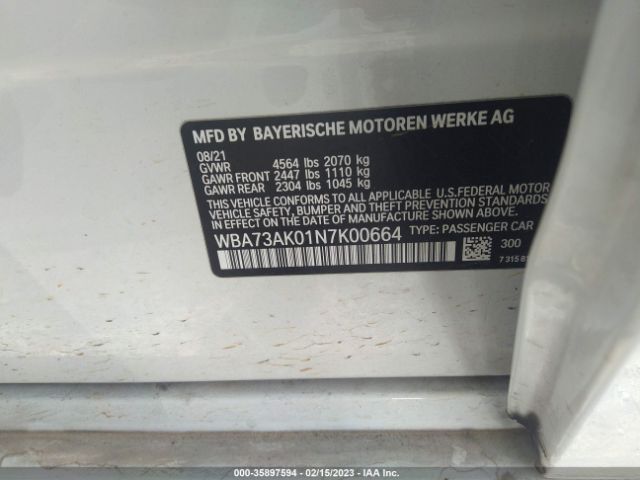 MFD BY BAYERISCHE MOTOREN WERKE AG
08/21
GVWR 4564 lbs 2070 kg
GAWR FRONT 2447 lbs 1110 kg
GAWR REAR 2304 lbs 1045 kg
THIS VEHICLE CONFORMS TO ALL APPLICABLE U.S.FEDERAL MOTOR
VEHICLE SAFETY, BUMPER AND THEFT PREVENTION
STANDARDS IN EFFECT ON THE DATE OF MANUFACTURE
WBA73AK01N7K00664 TYPE: PASSENGER CAR
300
7 315 8
000-35897594 - 02/15/2023 - IAA Inc.